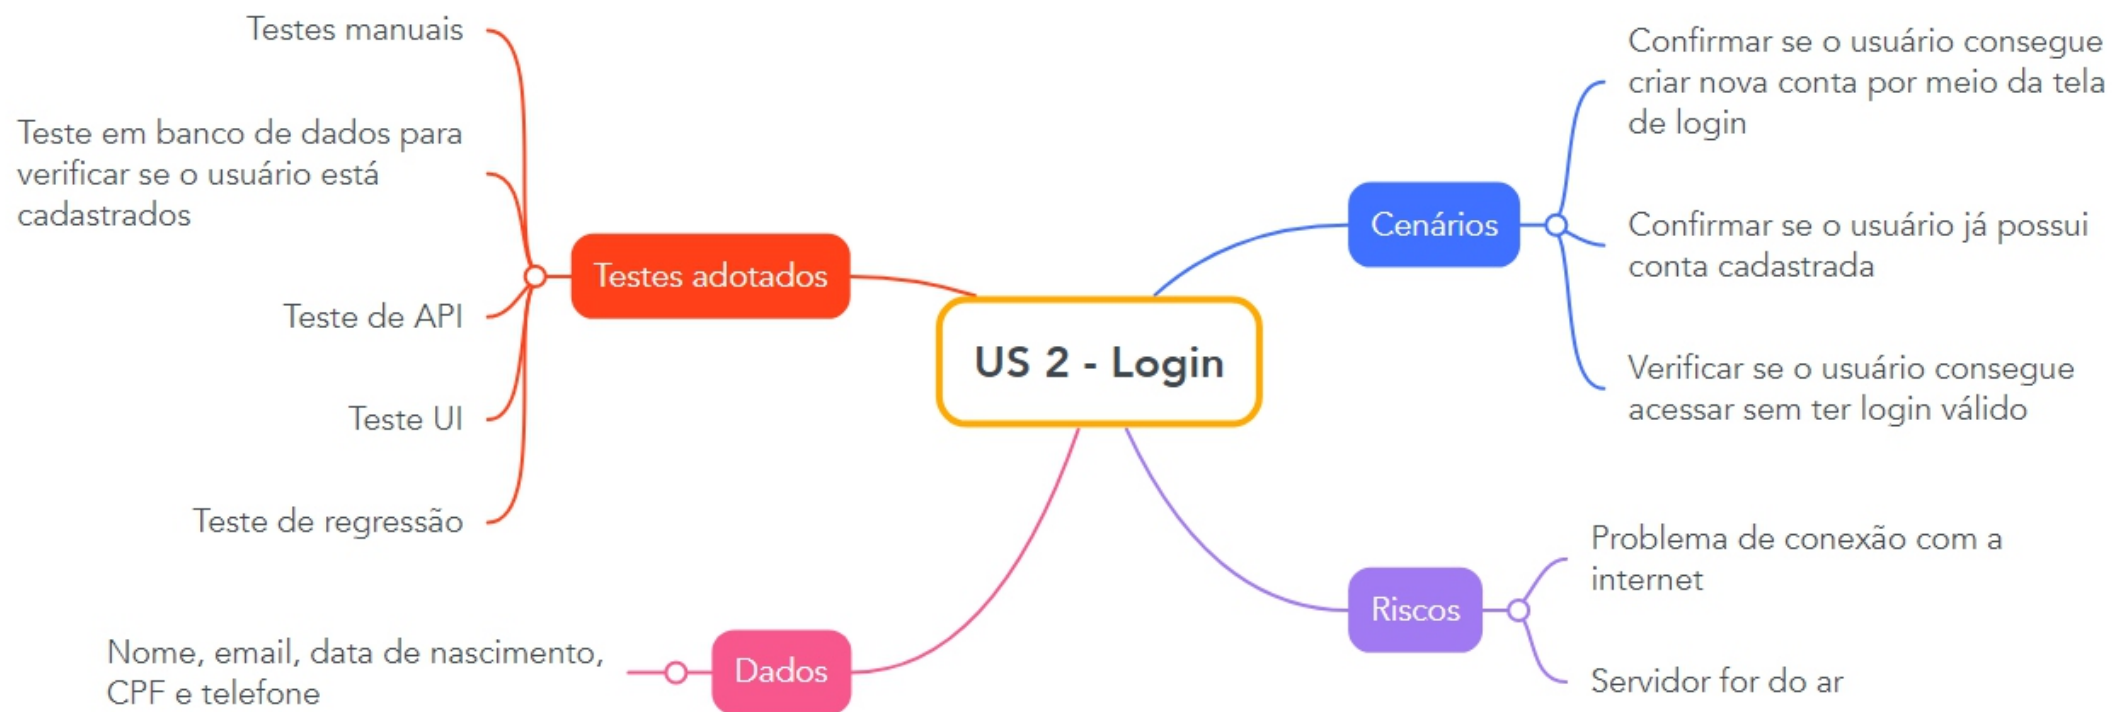 Testes manuais
Teste em banco de dados para
verificar se o usuário está
cadastrados
Teste de API
Teste UI
Teste de regressão
Testes adotados
US 2 - Login
Cenários
Confirmar se o usuário consegue
criar nova conta por meio da tela
de login
Confirmar se o usuário já possui
conta cadastrada
Verificar se o usuário consegue
acessar sem ter login válido
Riscos
Problema de conexão com a
internet
Servidor for do ar
Dados
Nome, email, data de nascimento,
CPF e telefone